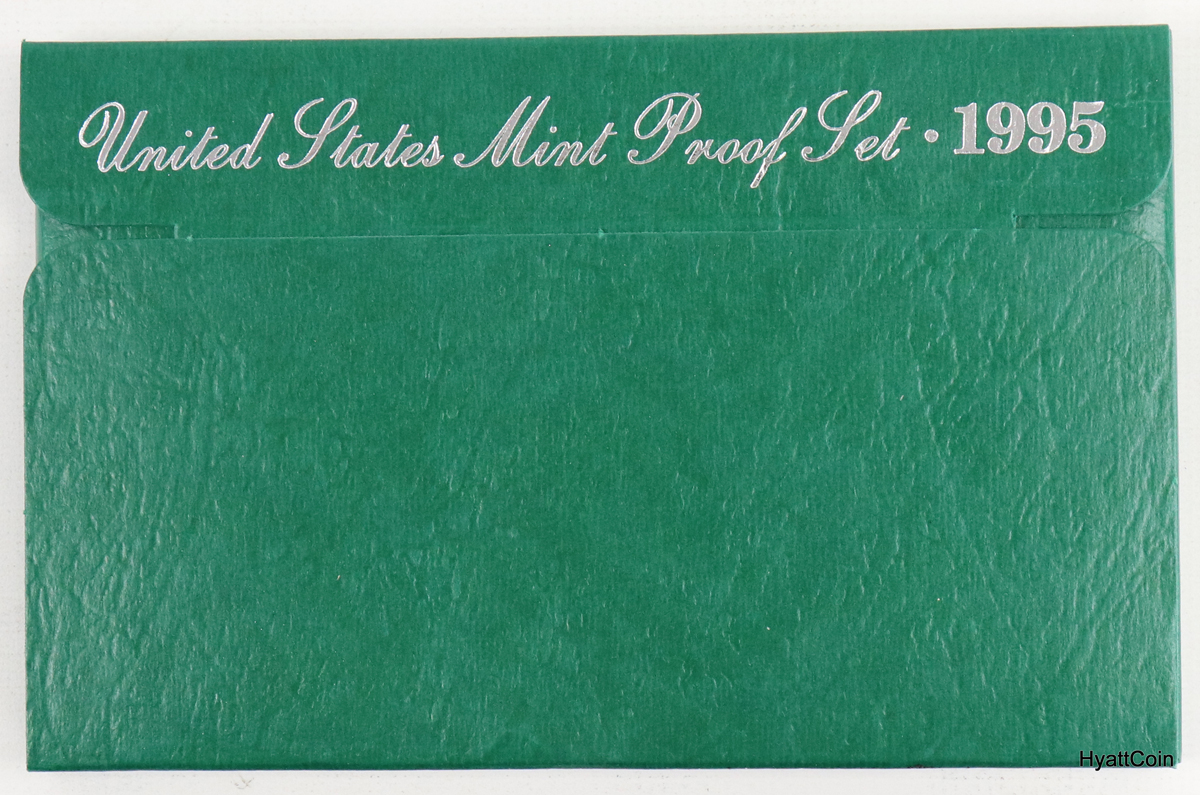 United States Mint Proof Set · 1995
HyattCoin